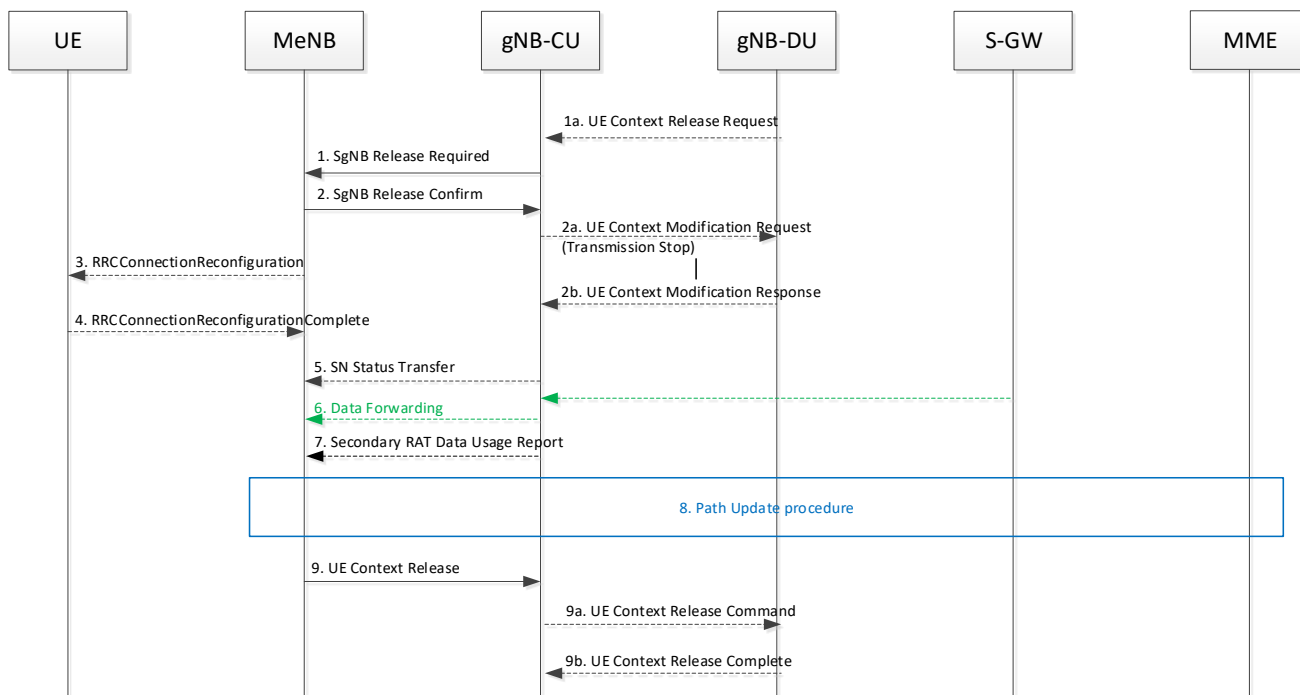 UE
MeNB
gNB-CU
gNB-DU
S-GW
MME
1a. UE Context Release Request
1. SgNB Release Required
2. SgNB Release Confirm
2a. UE Context Modification Request
(Transmission Stop)
3. RRCConnectionReconfiguration
2b. UE Context Modification Response
4. RRCConnectionReconfigurationComplete
5. SN Status Transfer
6. Data Forwarding
7. Secondary RAT Data Usage Report
8. Path Update procedure
9. UE Context Release
9a. UE Context Release Command
9b. UE Context Release Complete